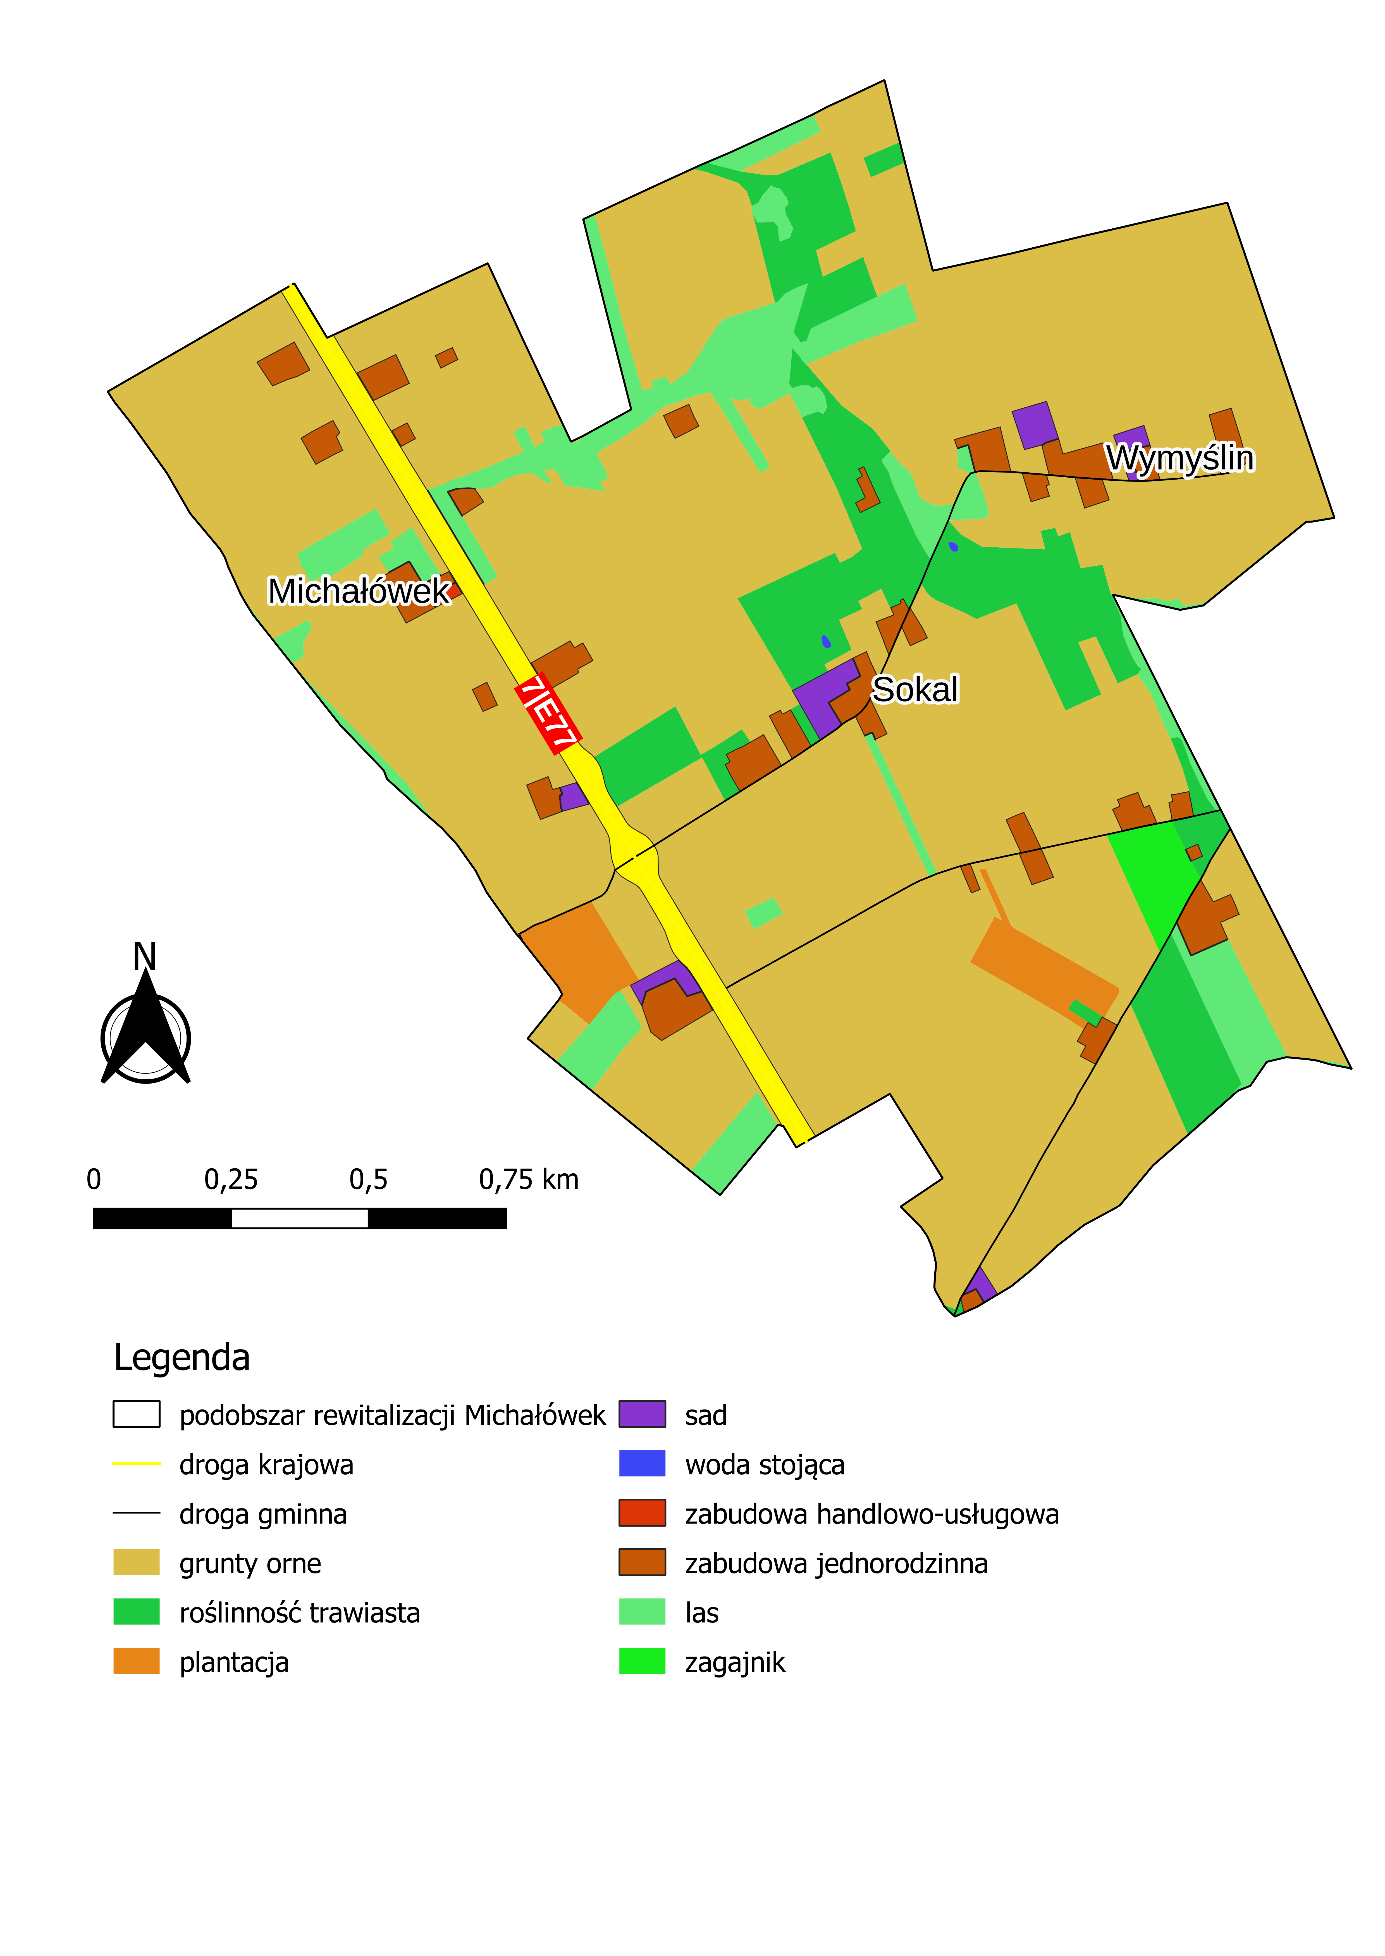 Wymyślin
Michałówek
Sokal
7|E77
N
0 0,25 0,5 0,75 km
Legenda
podobszar rewitalizacji Michałówek
droga krajowa
droga gminna
grunty orne
roślinność trawiasta
plantacja
sad
woda stojąca
zabudowa handlowo-usługowa
zabudowa jednorodzinna
las
zagajnik